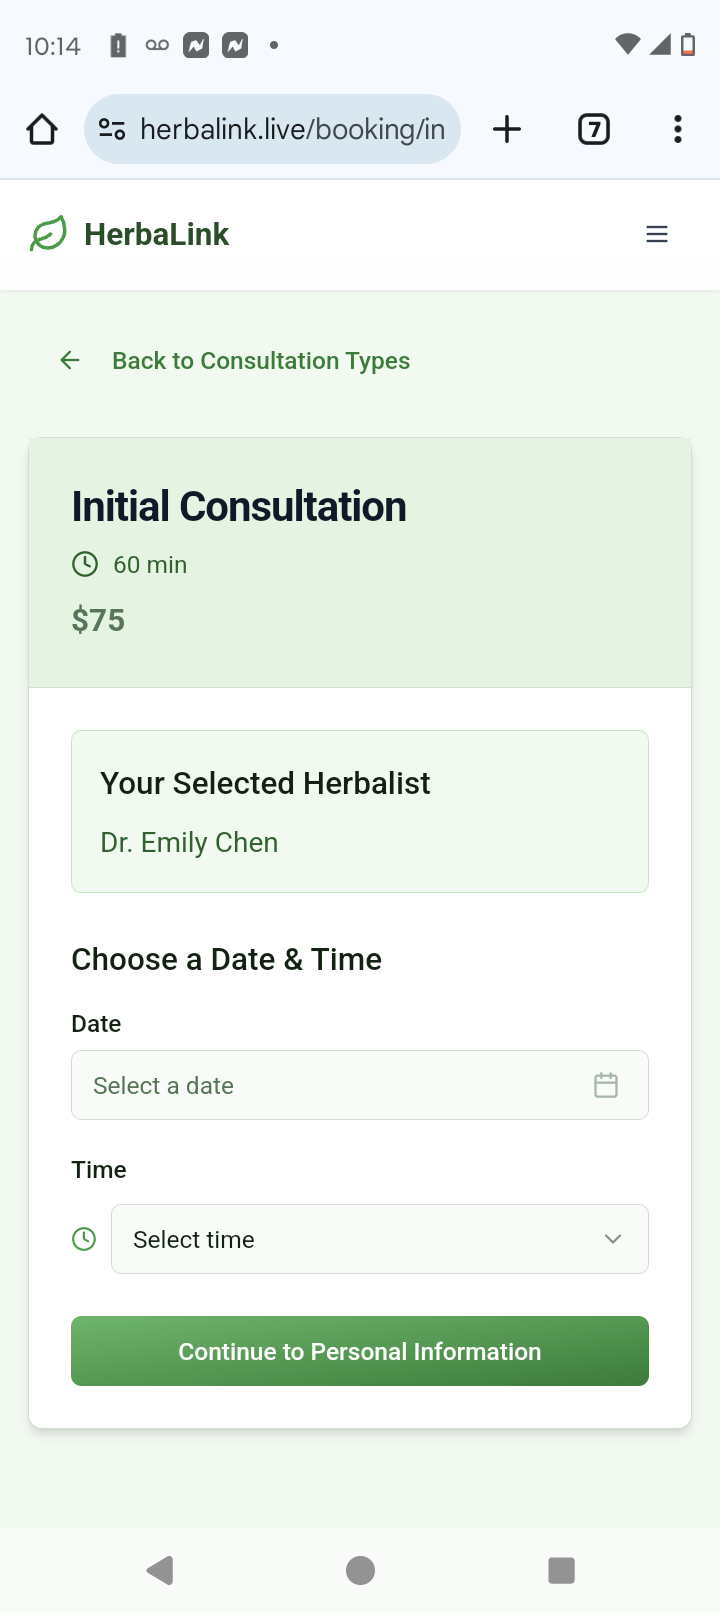 10:14
herbalink.live/booking/in
7
HerbaLink
Back to Consultation Types
Initial Consultation
60 min
$75
Your Selected Herbalist
Dr. Emily Chen
Choose a Date & Time
Date
Select a date
Time
Select time
Continue to Personal Information